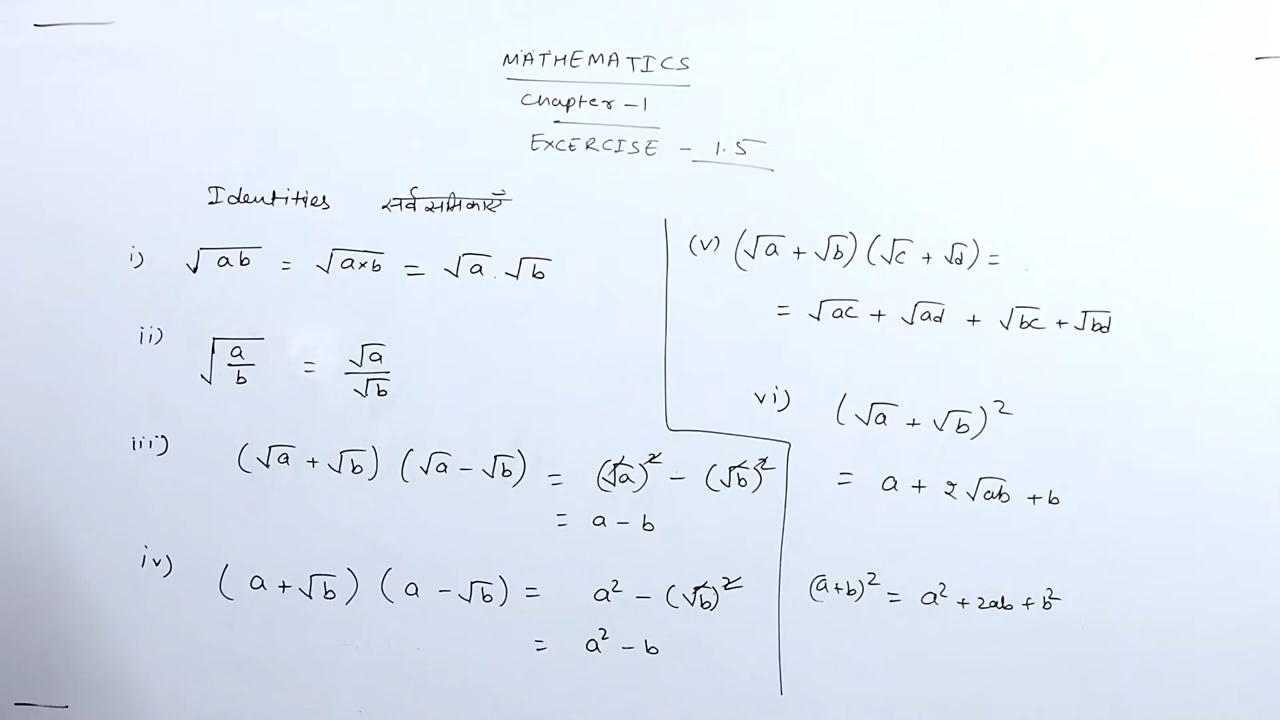 MATHEMATICS
Chapter - 1
EXCERCISE - 1.5
Identities सर्वसमिकाएँ
i) √ab = √a×b = √a . √b
ii) √(a/b) = √a/√b
iii) (√a + √b) (√a - √b) = (√a)² - (√b)²
= a - b
iv) (a + √b) (a - √b) = a² - (√b)²
= a² - b
(v) (√a + √b) (√c + √d) =
= √ac + √ad + √bc + √bd
vi) (√a + √b)²
= a + 2√ab + b
(a+b)² = a² + 2ab + b²